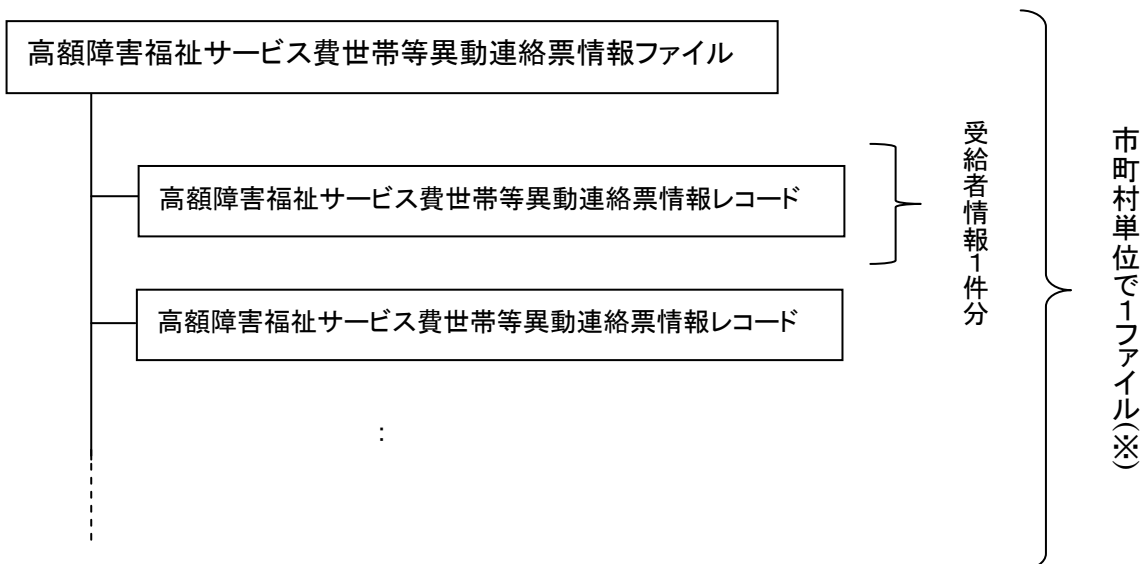 高額障害福祉サービス費世帯等異動連絡票情報ファイル
高額障害福祉サービス費世帯等異動連絡票情報レコード
高額障害福祉サービス費世帯等異動連絡票情報レコード
:
受給者情報1件分
市町村単位で1ファイル(※)